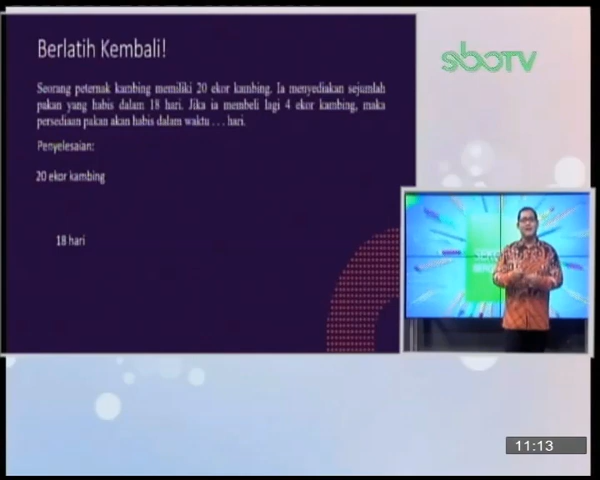 Berlatih Kembali!
sboTV
Seorang peternak kambing memiliki 20 ekor kambing. Ia menyediakan sejumlah
pakan yang habis dalam 18 hari. Jika ia membeli lagi 4 ekor kambing, maka
persediaan pakan akan habis dalam waktu . . . hari.
Penyelesaian:
20 ekor kambing
18 hari
11:13